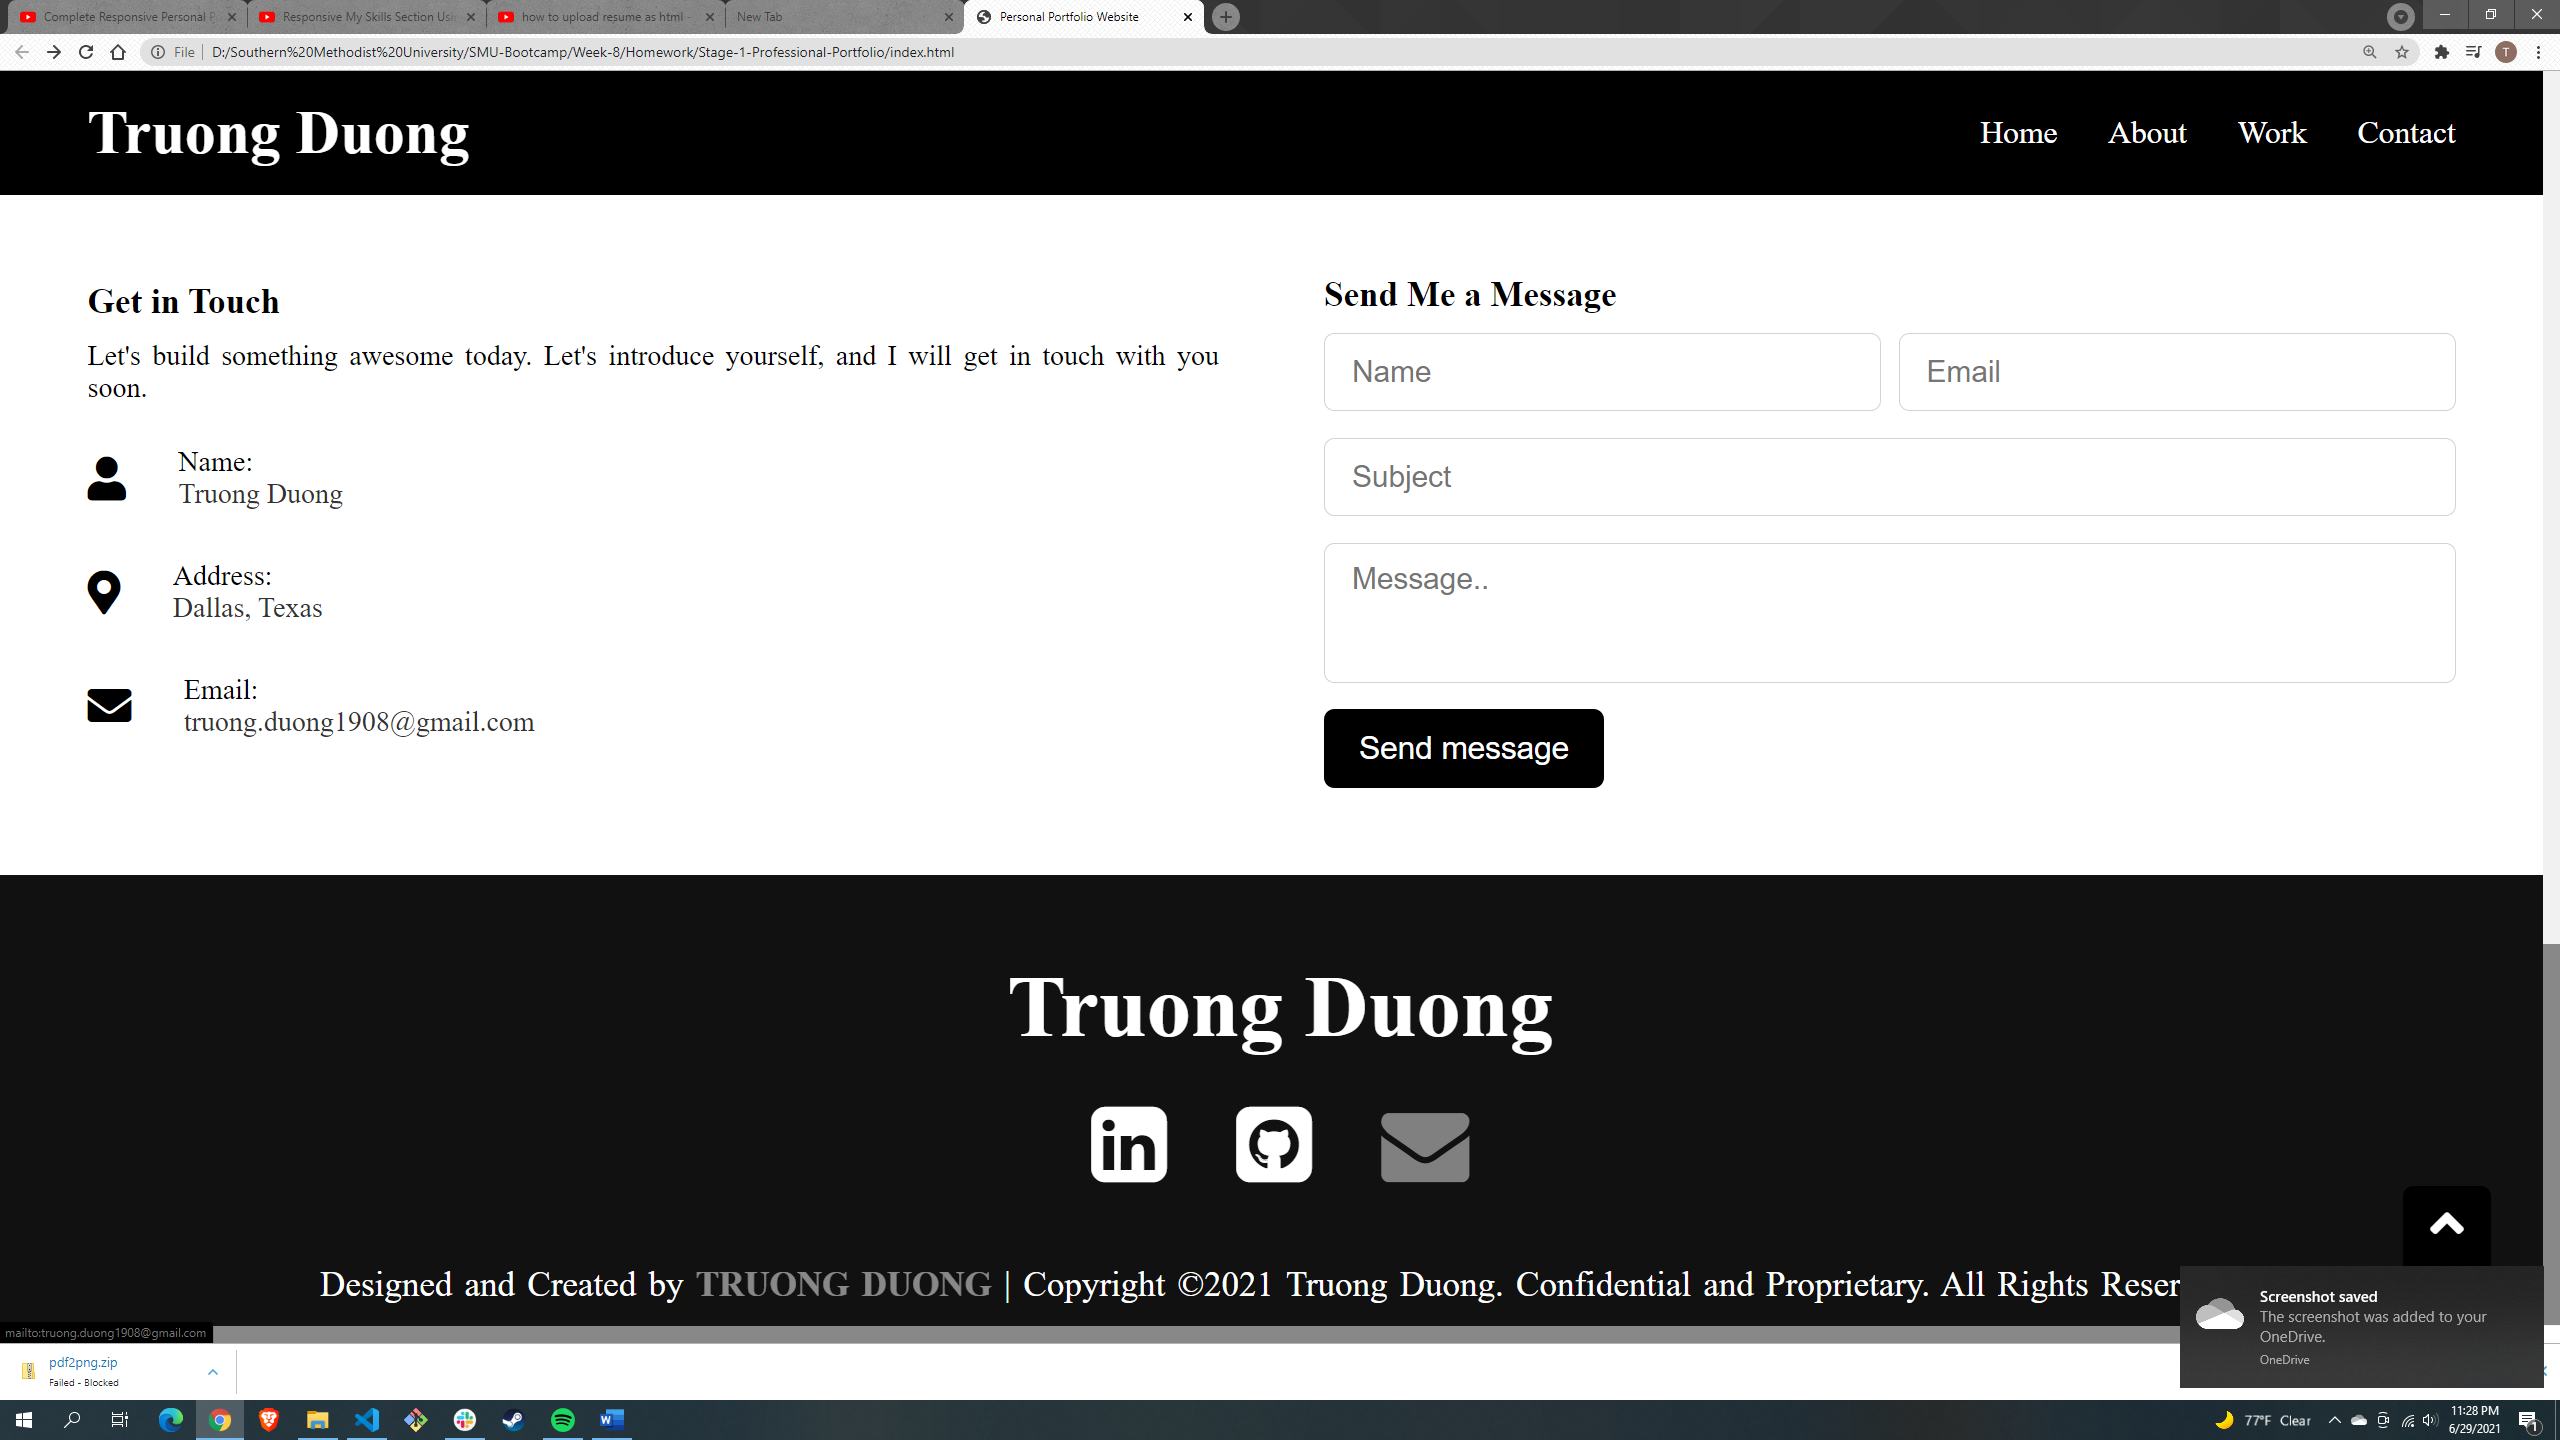 Complete Responsive Personal P
Responsive My Skills Section Usi
how to upload resume as html -
New Tab
Personal Portfolio Website
File
D:/Southern%20Methodist%20University/SMU-Bootcamp/Week-8/Homework/Stage-1-Professional-Portfolio/index.html
T
Truong Duong
Home
About
Work
Contact
Get in Touch
Let's build something awesome today. Let's introduce yourself, and I will get in touch with you
soon.
Name:
Truong Duong
Address:
Dallas, Texas
Email:
truong.duong1908@gmail.com
Send Me a Message
Name
Email
Subject
Message..
Send message
Truong Duong
in
Designed and Created by TRUONG DUONG | Copyright ©2021 Truong Duong. Confidential and Proprietary. All Rights Reser
Screenshot saved
The screenshot was added to your
OneDrive.
OneDrive
mailto:truong.duong1908@gmail.com
pdf2png.zip
Failed - Blocked
77°F Clear
11:28 PM
6/29/2021
1